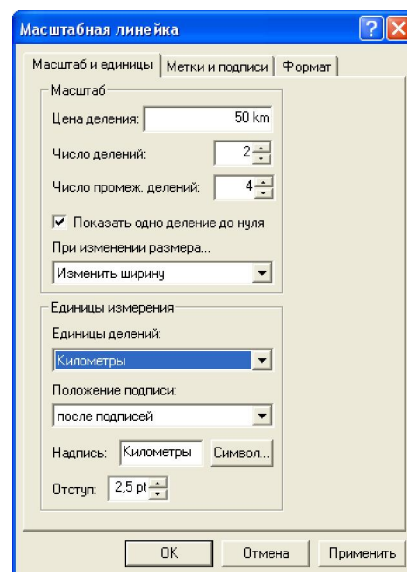 Масштабная линейка
Масштаб и единицы Метки и подписи Формат
Масштаб
Цена деления: 50 km
Число делений: 2
Число промеж. делений: 4
Показать одно деление до нуля
При изменении размера...
Изменить ширину
Единицы измерения
Единицы делений:
Километры
Положение подписи:
после подписей
Надпись: Километры Символ...
Отступ: 2,5 pt
OK Отмена Применить